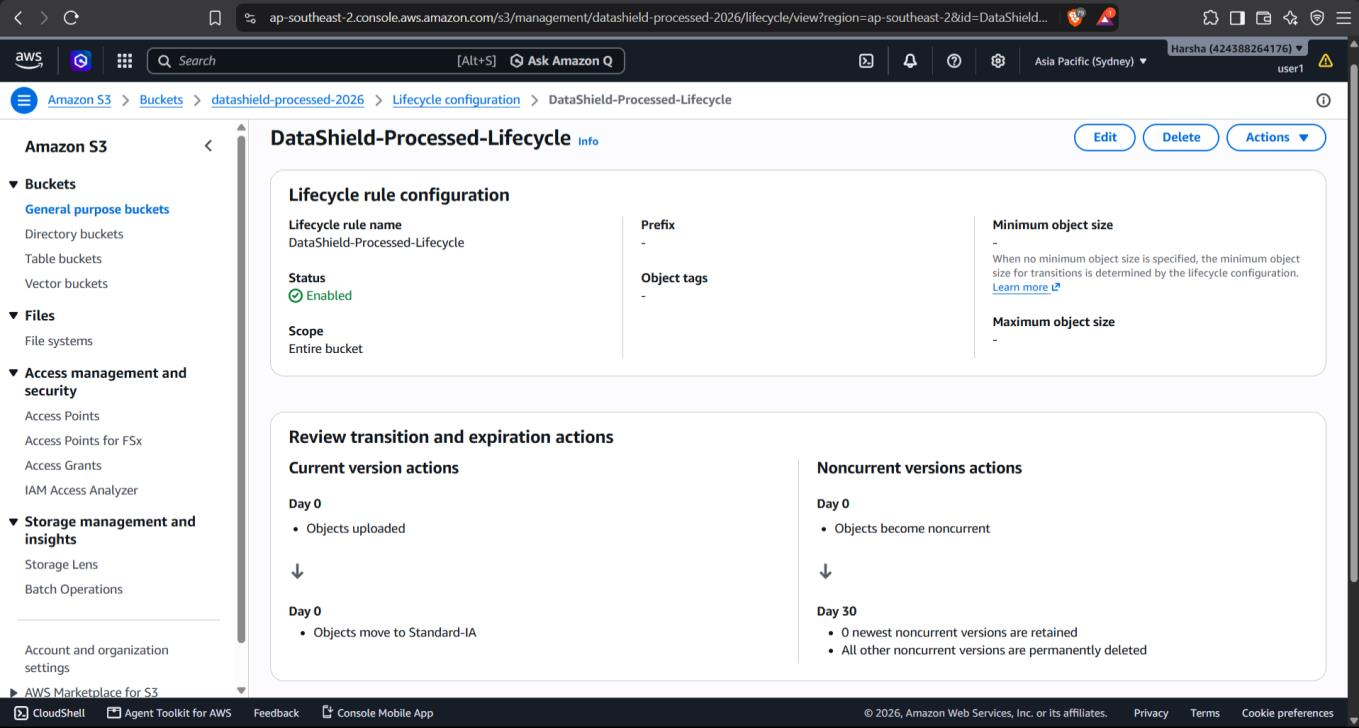 ap-southeast-2.console.aws.amazon.com/s3/management/datashield-processed-2026/lifecycle/view?region=ap-southeast-2&id=DataShield...
aws
Search
[Alt+S]
Ask Amazon Q
Asia Pacific (Sydney) ▼
Harsha (424388264176) ▼
user1
Amazon S3 > Buckets > datashield-processed-2026 > Lifecycle configuration > DataShield-Processed-Lifecycle
Amazon S3
Buckets
General purpose buckets
Directory buckets
Table buckets
Vector buckets
Files
File systems
Access management and
security
Access Points
Access Points for FSx
Access Grants
IAM Access Analyzer
Storage management and
insights
Storage Lens
Batch Operations
Account and organization
settings
AWS Marketplace for S3
DataShield-Processed-Lifecycle Info
Edit
Delete
Actions ▼
Lifecycle rule configuration
Lifecycle rule name
DataShield-Processed-Lifecycle
Status
Enabled
Scope
Entire bucket
Prefix
-
Object tags
-
Minimum object size
-
When no minimum object size is specified, the minimum object
size for transitions is determined by the lifecycle configuration.
Learn more
Maximum object size
-
Review transition and expiration actions
Current version actions
Day 0
• Objects uploaded
↓
Day 0
• Objects move to Standard-IA
Noncurrent versions actions
Day 0
• Objects become noncurrent
↓
Day 30
• 0 newest noncurrent versions are retained
• All other noncurrent versions are permanently deleted
CloudShell
Agent Toolkit for AWS
Feedback
Console Mobile App
© 2026, Amazon Web Services, Inc. or its affiliates.
Privacy
Terms
Cookie preferences